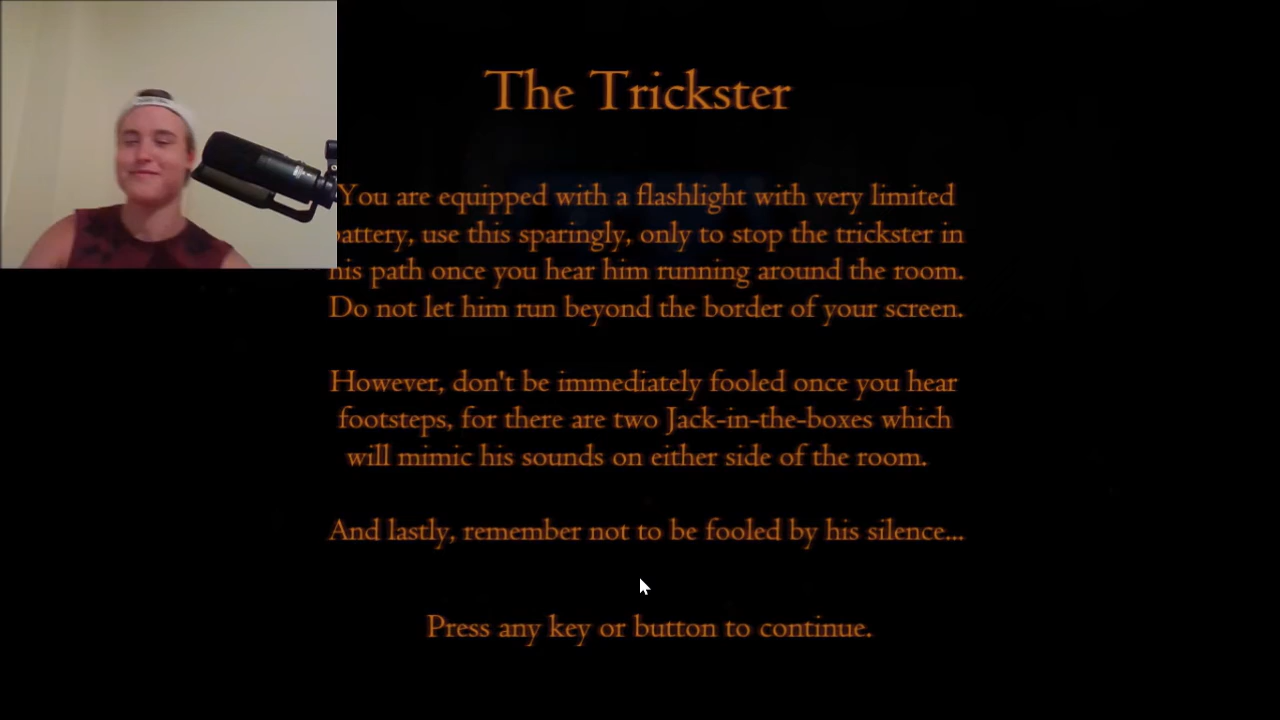 The Trickster
You are equipped with a flashlight with very limited
battery, use this sparingly, only to stop the trickster in
his path once you hear him running around the room.
Do not let him run beyond the border of your screen.
However, don't be immediately fooled once you hear
footsteps, for there are two Jack-in-the-boxes which
will mimic his sounds on either side of the room.
And lastly, remember not to be fooled by his silence...
Press any key or button to continue.